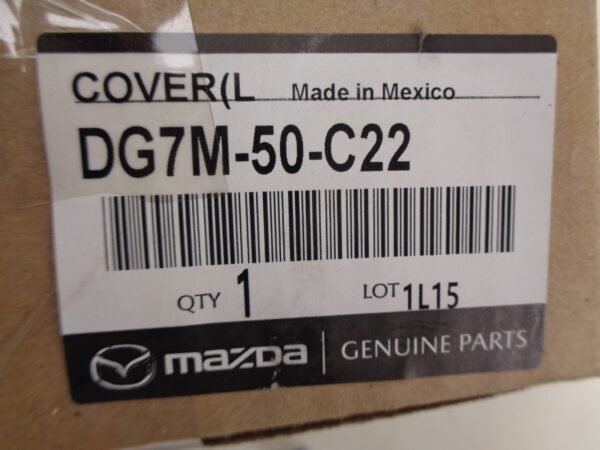 COVER(L Made in Mexico
DG7M-50-C22
QTY 1 LOT 1L15
mazda GENUINE PARTS